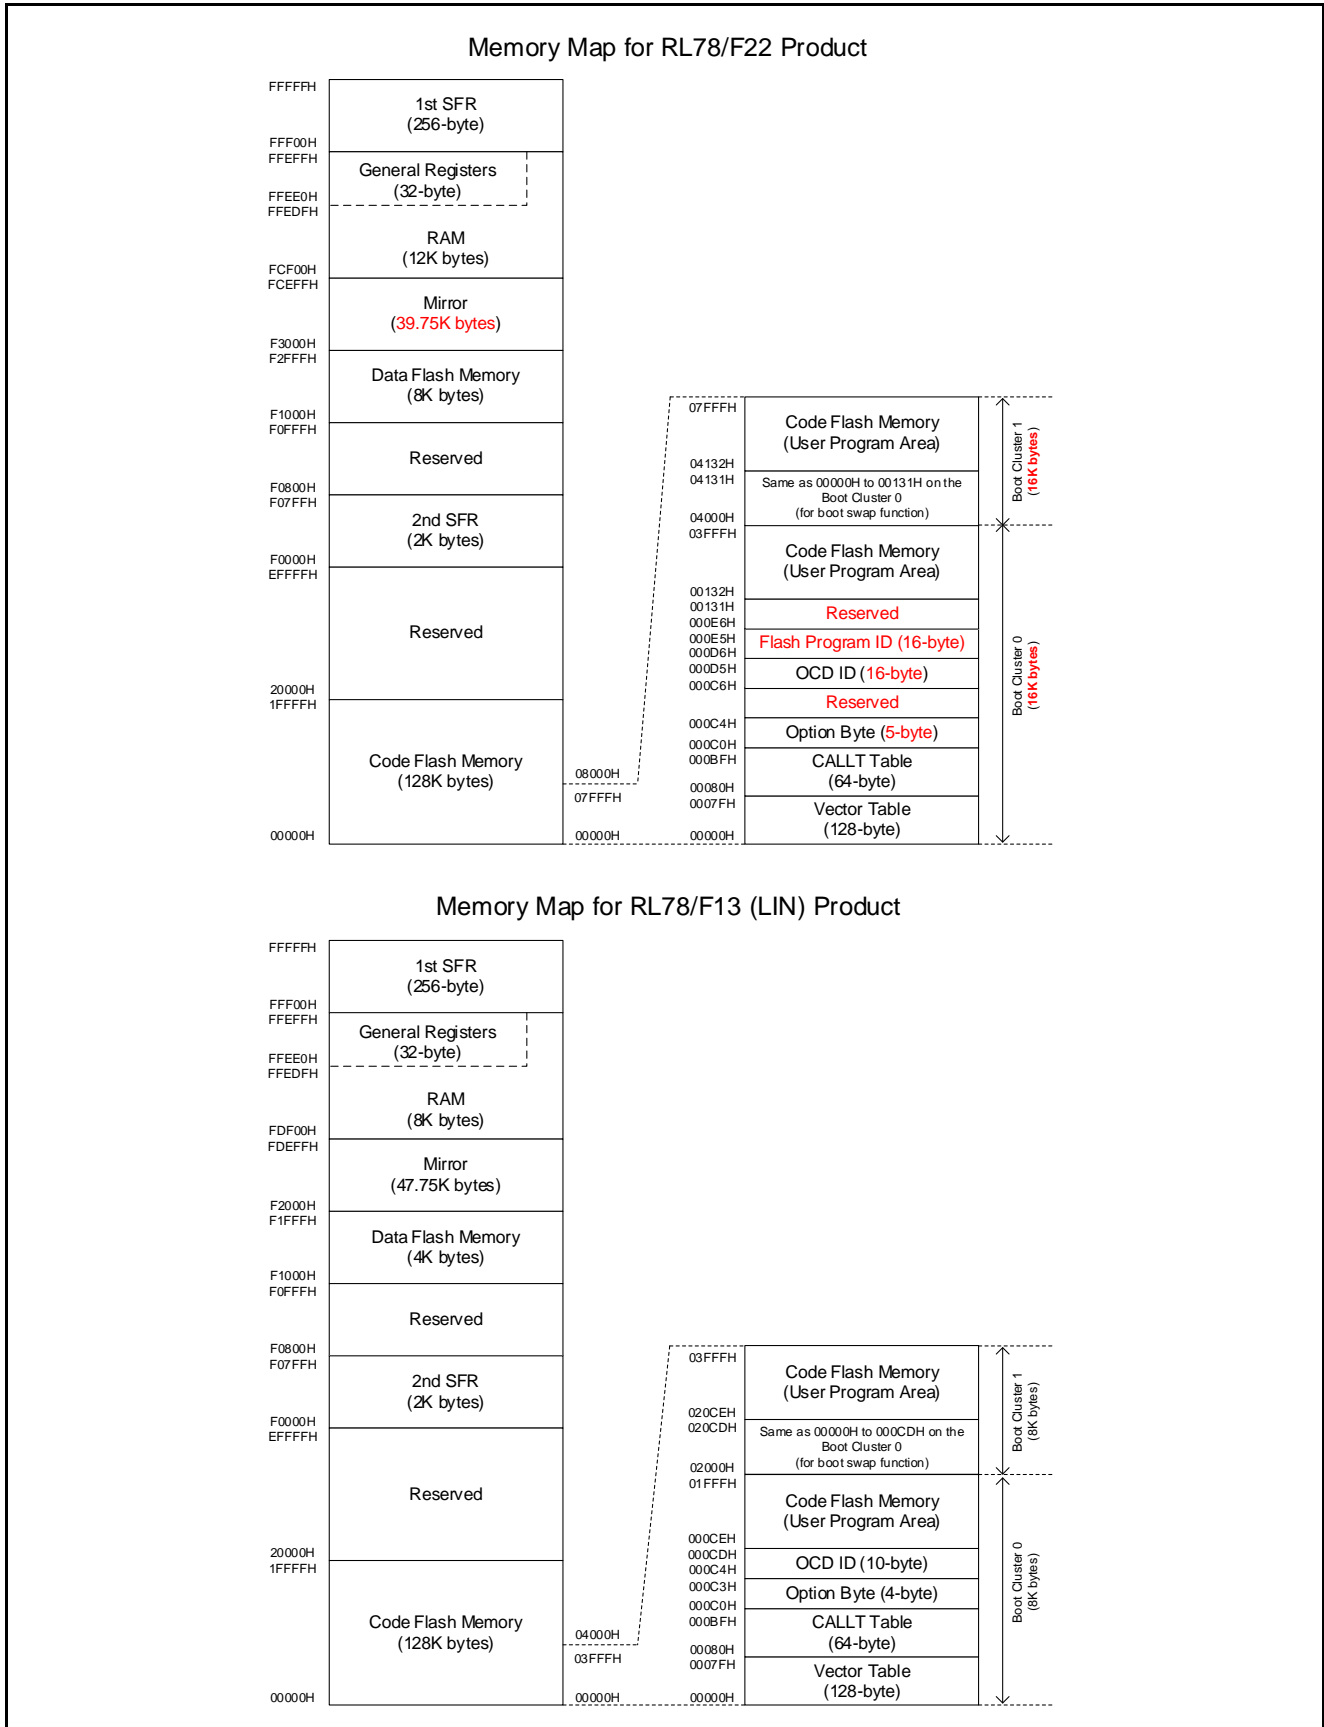 Memory Map for RL78/F22 Product
FFFFFH
1st SFR
(256-byte)
FFF00H
FFEFFH
General Registers
(32-byte)
FFEE0H
FFEDFH
RAM
(12K bytes)
FCF00H
FCEFFH
Mirror
(39.75K bytes)
F3000H
F2FFFH
Data Flash Memory
(8K bytes)
F1000H
F0FFFH
Reserved
F0800H
F07FFH
2nd SFR
(2K bytes)
F0000H
EFFFFH
Reserved
20000H
1FFFFH
Code Flash Memory
(128K bytes)
00000H
08000H
07FFFH
00000H
07FFFH
Code Flash Memory
(User Program Area)
04132H
04131H
Same as 00000H to 00131H on the
Boot Cluster 0
(for boot swap function)
04000H
03FFFH
Code Flash Memory
(User Program Area)
00132H
00131H
Reserved
000E6H
000E5H
Flash Program ID (16-byte)
000D6H
000D5H
OCD ID (16-byte)
000C6H
Reserved
000C4H
Option Byte (5-byte)
000C0H
000BFH
CALLT Table
(64-byte)
00080H
0007FH
Vector Table
(128-byte)
00000H
Boot Cluster 1
(16K bytes)
Boot Cluster 0
(16K bytes)
Memory Map for RL78/F13 (LIN) Product
FFFFFH
1st SFR
(256-byte)
FFF00H
FFEFFH
General Registers
(32-byte)
FFEE0H
FFEDFH
RAM
(8K bytes)
FDF00H
FDEFFH
Mirror
(47.75K bytes)
F2000H
F1FFFH
Data Flash Memory
(4K bytes)
F1000H
F0FFFH
Reserved
F0800H
F07FFH
2nd SFR
(2K bytes)
F0000H
EFFFFH
Reserved
20000H
1FFFFH
Code Flash Memory
(128K bytes)
00000H
04000H
03FFFH
00000H
03FFFH
Code Flash Memory
(User Program Area)
020CEH
020CDH
Same as 00000H to 000CDH on the
Boot Cluster 0
(for boot swap function)
02000H
01FFFH
Code Flash Memory
(User Program Area)
000CEH
000CDH
OCD ID (10-byte)
000C4H
000C3H
Option Byte (4-byte)
000C0H
000BFH
CALLT Table
(64-byte)
00080H
0007FH
Vector Table
(128-byte)
00000H
Boot Cluster 1
(8K bytes)
Boot Cluster 0
(8K bytes)